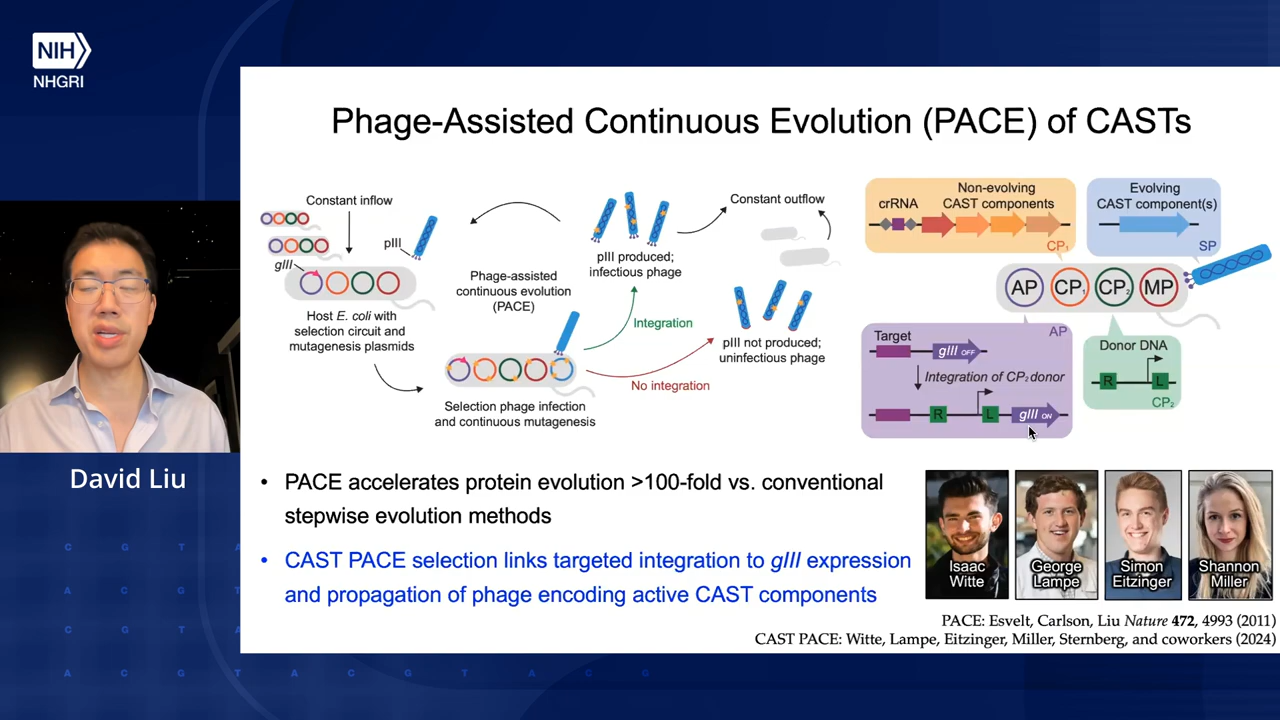 NIH
NHGRI
Phage-Assisted Continuous Evolution (PACE) of CASTs
Constant inflow
pIII
gIII
Host E. coli with
selection circuit and
mutagenesis plasmids
Phage-assisted
continuous evolution
(PACE)
pIII produced;
infectious phage
Constant outflow
Integration
No integration
pIII not produced;
uninfectious phage
Selection phage infection
and continuous mutagenesis
crRNA
Non-evolving
CAST components
CP₁
Evolving
CAST component(s)
SP
AP
CP₁
CP₂
MP
AP
Target
gIII OFF
Integration of CP₂ donor
R
L
gIII ON
Donor DNA
R
L
CP₂
David Liu
• PACE accelerates protein evolution >100-fold vs. conventional
stepwise evolution methods
• CAST PACE selection links targeted integration to gIII expression
and propagation of phage encoding active CAST components
Isaac
Witte
George
Lampe
Simon
Eitzinger
Shannon
Miller
PACE: Esvelt, Carlson, Liu Nature 472, 4993 (2011)
CAST PACE: Witte, Lampe, Eitzinger, Miller, Sternberg, and coworkers (2024)
C G T A
A C G T A
C G T A
A C G T A C G T A C G